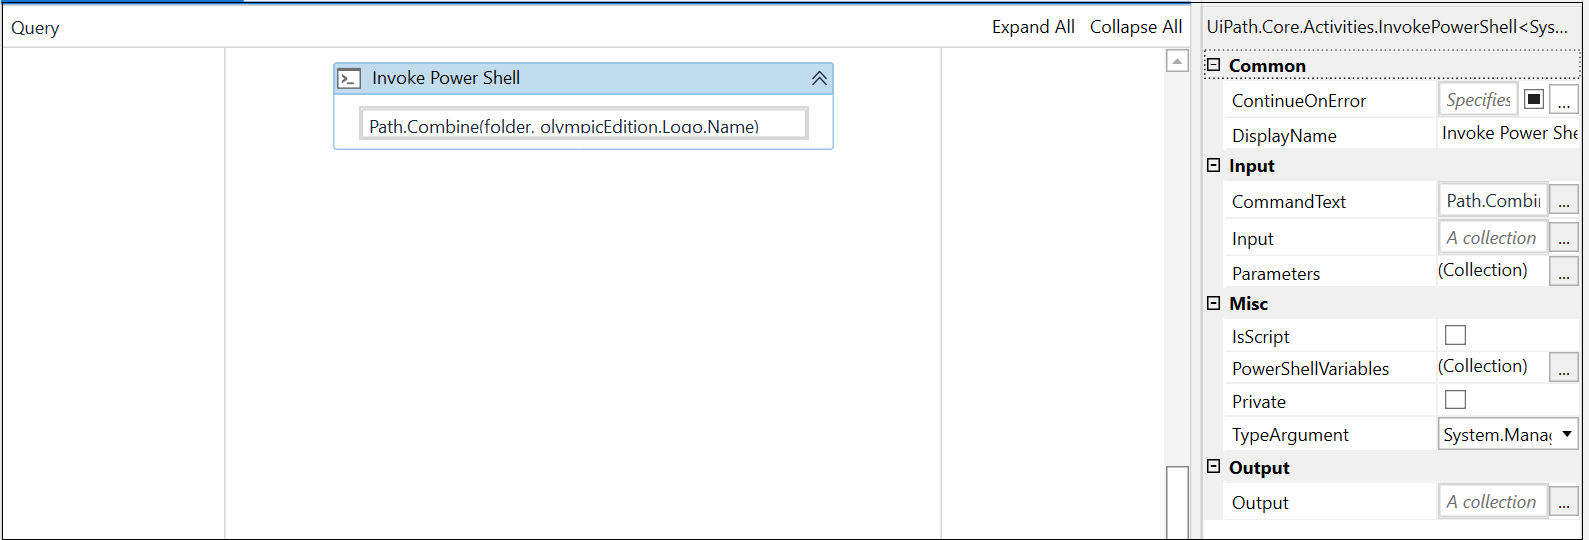 Query
Expand All Collapse All
Invoke Power Shell
Path.Combine(folder, olympicEdition.Logo.Name)
UiPath.Core.Activities.InvokePowerShell<Sys...
Common
ContinueOnError Specifies ...
DisplayName Invoke Power She
Input
CommandText Path.Combin ...
Input A collection ...
Parameters (Collection) ...
Misc
IsScript
PowerShellVariables (Collection) ...
Private
TypeArgument System.Manag
Output
Output A collection ...